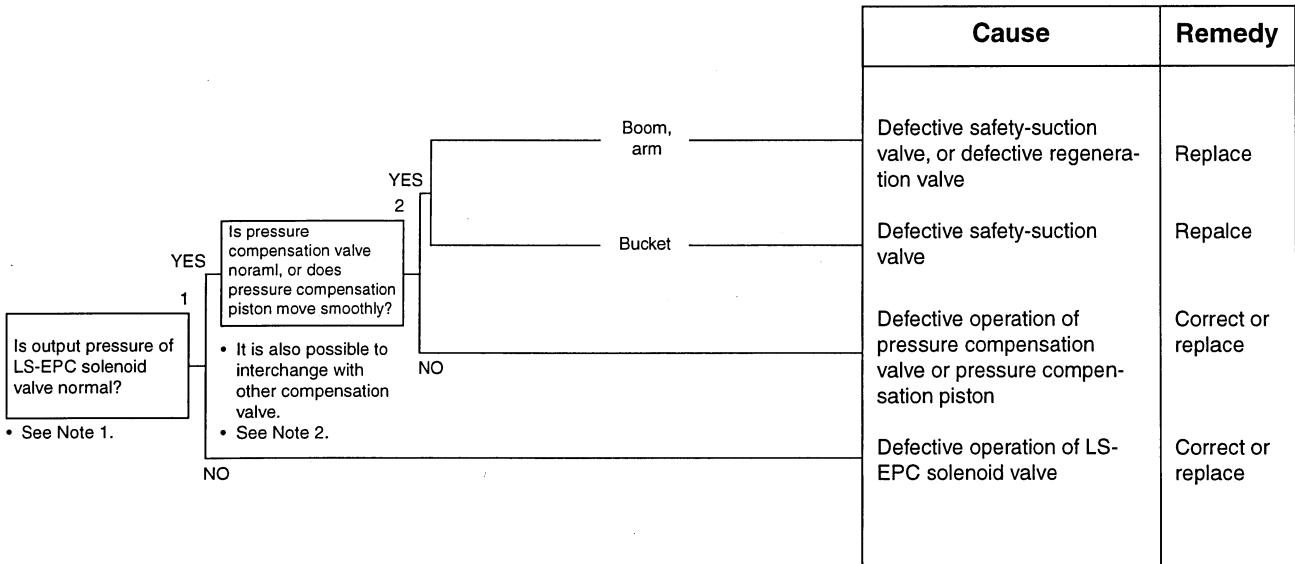 Cause
Remedy
Boom,
arm
Defective safety-suction
valve, or defective regenera-
tion valve
Replace
YES
2
Bucket
Defective safety-suction
valve
Repalce
Is pressure
compensation valve
noraml, or does
pressure compensation
piston move smoothly?
YES
1
Is output pressure of
LS-EPC solenoid
valve normal?
• See Note 1.
• It is also possible to
interchange with
other compensation
valve.
• See Note 2.
NO
Defective operation of
pressure compensation
valve or pressure compen-
sation piston
Correct or
replace
NO
Defective operation of LS-
EPC solenoid valve
Correct or
replace